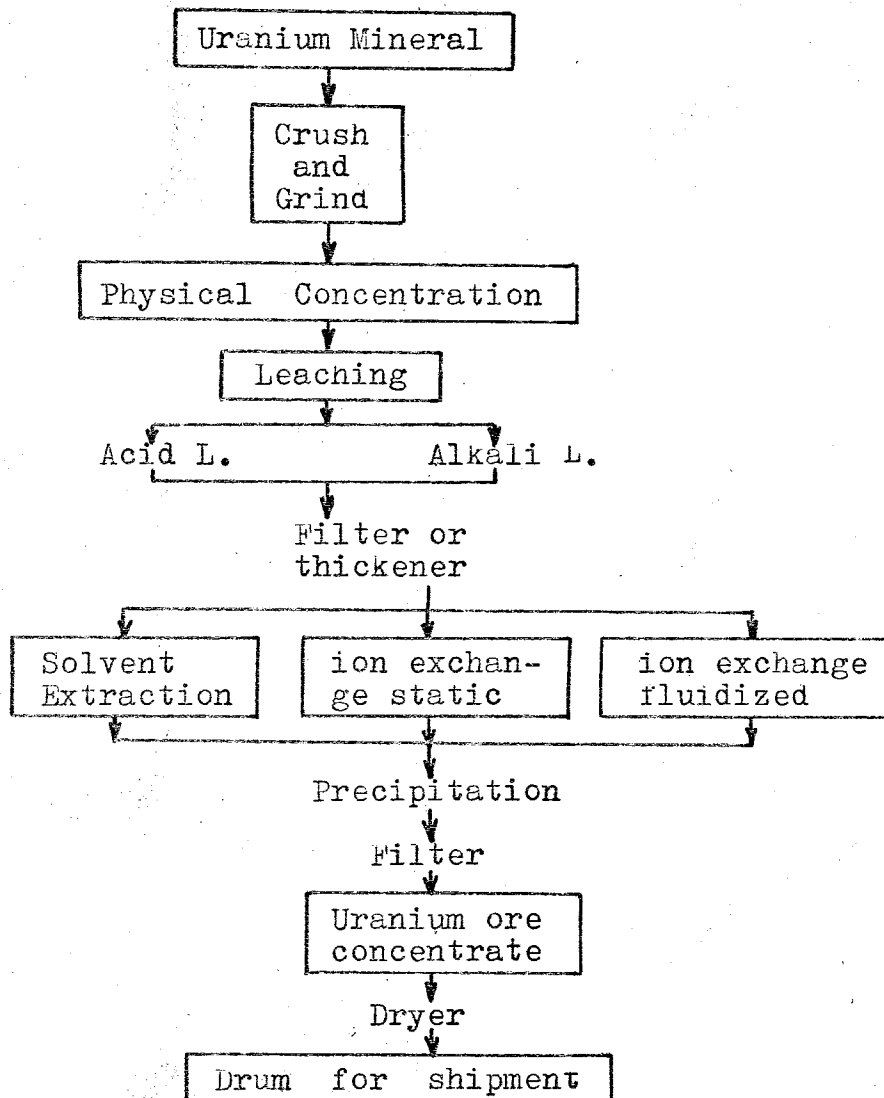 Uranium Mineral
Crush
and
Grind
Physical Concentration
Leaching
Acid L.
Alkali L.
Filter or
thickener
Solvent
Extraction
ion exchan-
ge static
ion exchange
fluidized
Precipitation
Filter
Uranium ore
concentrate
Dryer
Drum for shipment